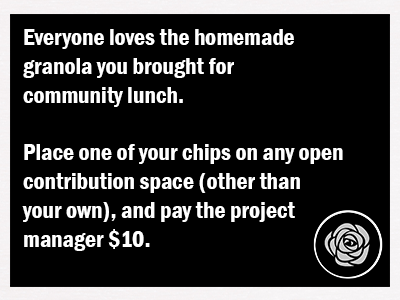 Everyone loves the homemade
granola you brought for
community lunch.
Place one of your chips on any open
contribution space (other than
your own), and pay the project
manager $10.